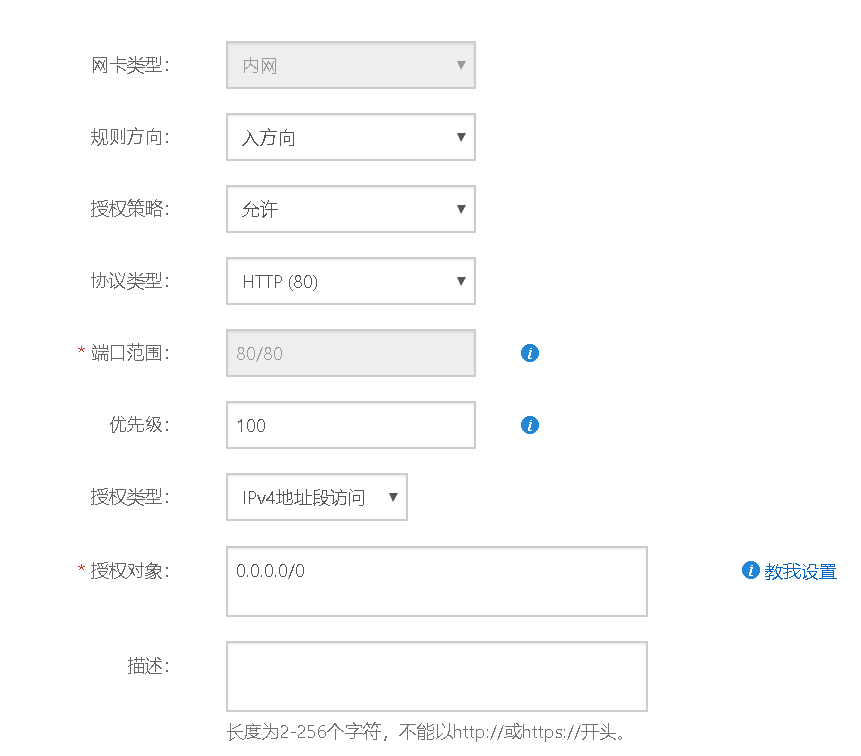 网卡类型： 内网
规则方向： 入方向
授权策略： 允许
协议类型： HTTP (80)
* 端口范围： 80/80
优先级： 100
授权类型： IPv4地址段访问
* 授权对象： 0.0.0.0/0 教我设置
描述：
长度为2-256个字符，不能以http://或https://开头。